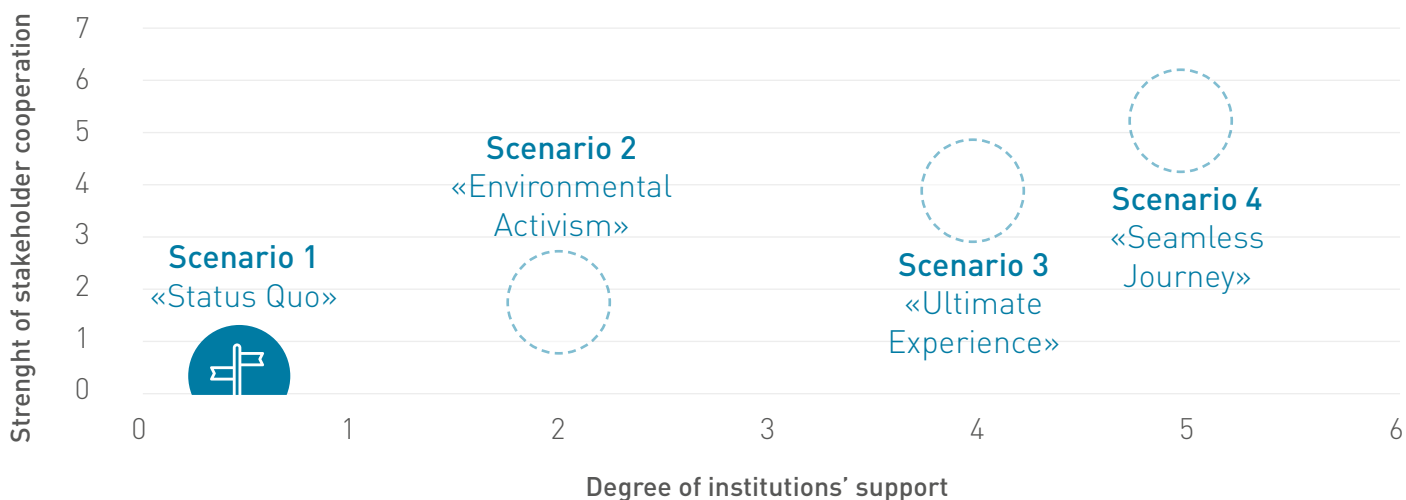 Strenght of stakeholder cooperation
7
6
5
4
3
2
1
0
Scenario 1
«Status Quo»
Scenario 2
«Environmental
Activism»
Scenario 3
«Ultimate
Experience»
Scenario 4
«Seamless
Journey»
0 1 2 3 4 5 6
Degree of institutions’ support